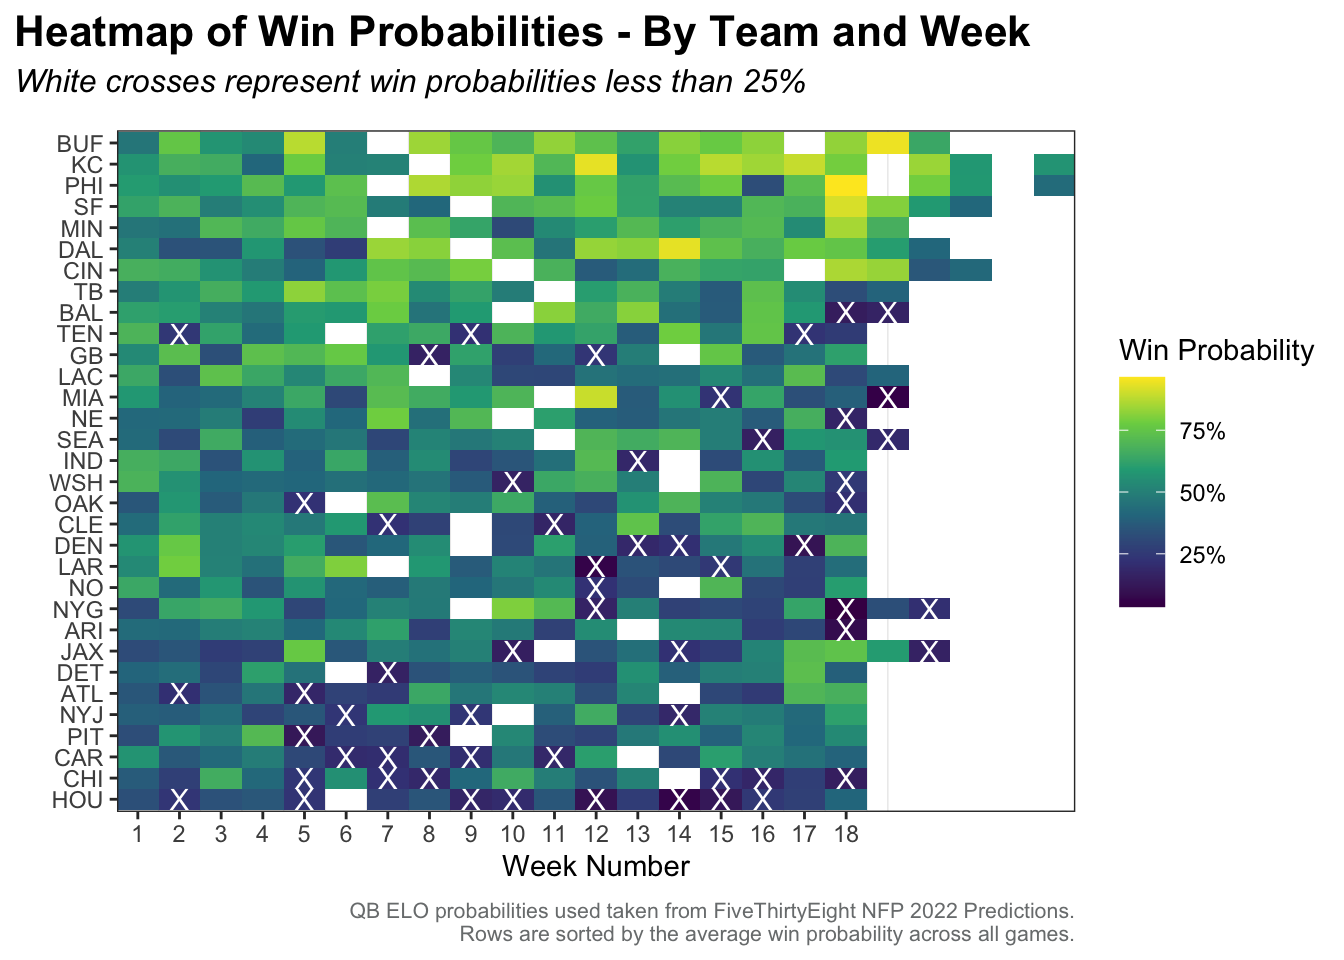 Heatmap of Win Probabilities - By Team and Week
White crosses represent win probabilities less than 25%
BUF
KC
PHI
SF
MIN
DAL
CIN
TB
BAL
TEN
GB
LAC
MIA
NE
SEA
IND
WSH
OAK
CLE
DEN
LAR
NO
NYG
ARI
JAX
DET
ATL
NYJ
PIT
CAR
CHI
HOU
1 2 3 4 5 6 7 8 9 10 11 12 13 14 15 16 17 18
Week Number
Win Probability
75%
50%
25%
QB ELO probabilities used taken from FiveThirtyEight NFP 2022 Predictions.
Rows are sorted by the average win probability across all games.